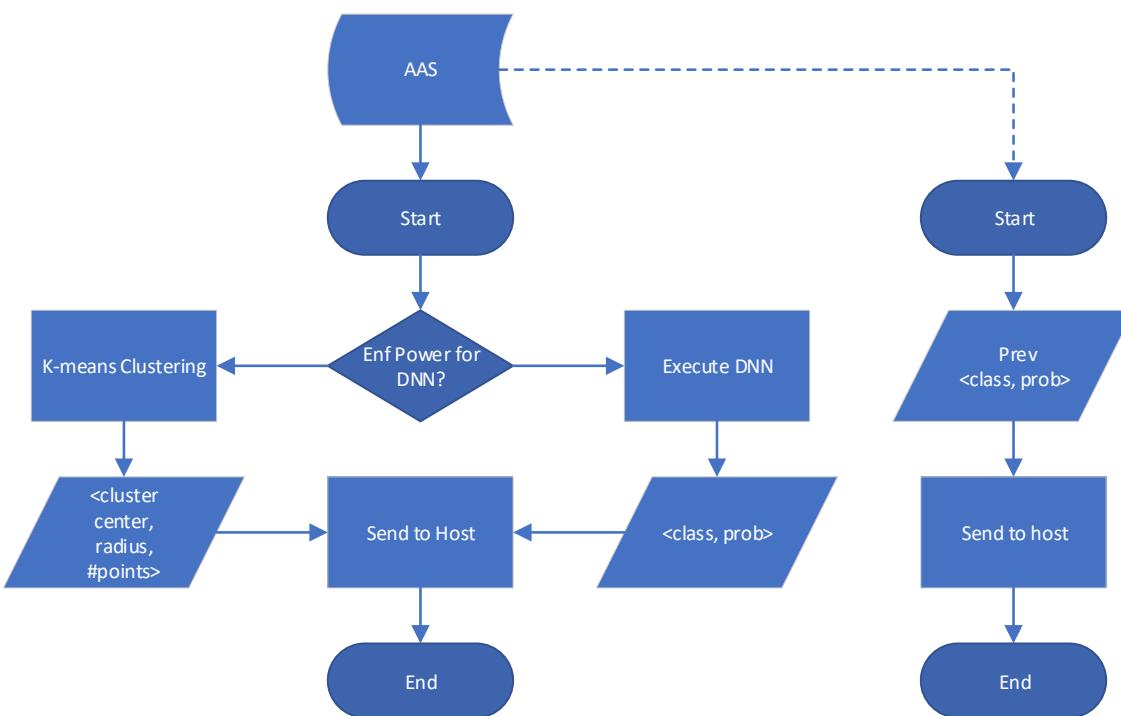 AAS
Start
Start
K-means Clustering
Enf Power for
DNN?
Execute DNN
Prev
<class, prob>
<cluster
center,
radius,
#points>
Send to Host
<class, prob>
Send to host
End
End